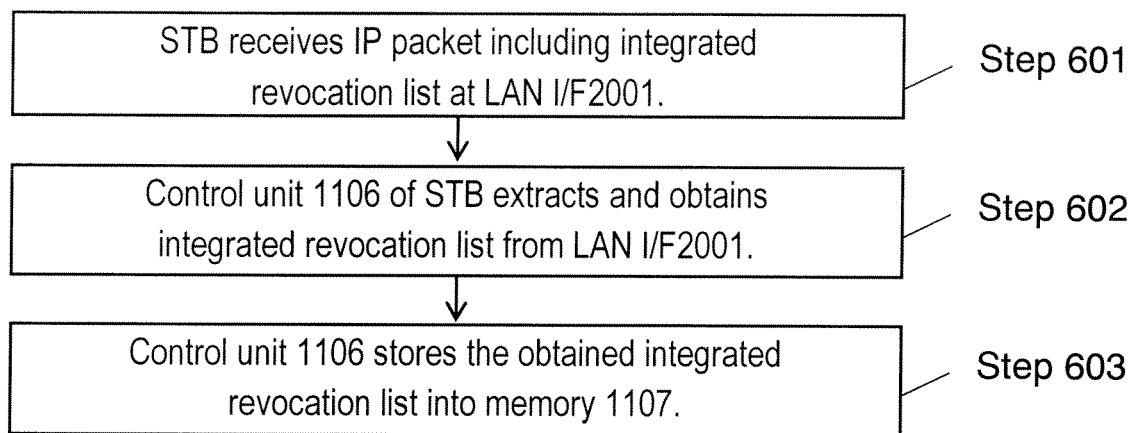 STB receives IP packet including integrated
revocation list at LAN I/F2001.
Step 601
Control unit 1106 of STB extracts and obtains
integrated revocation list from LAN I/F2001.
Step 602
Control unit 1106 stores the obtained integrated
revocation list into memory 1107.
Step 603